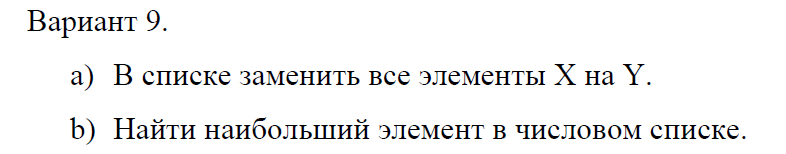 Вариант 9.
a) В списке заменить все элементы X на Y.
b) Найти наибольший элемент в числовом списке.